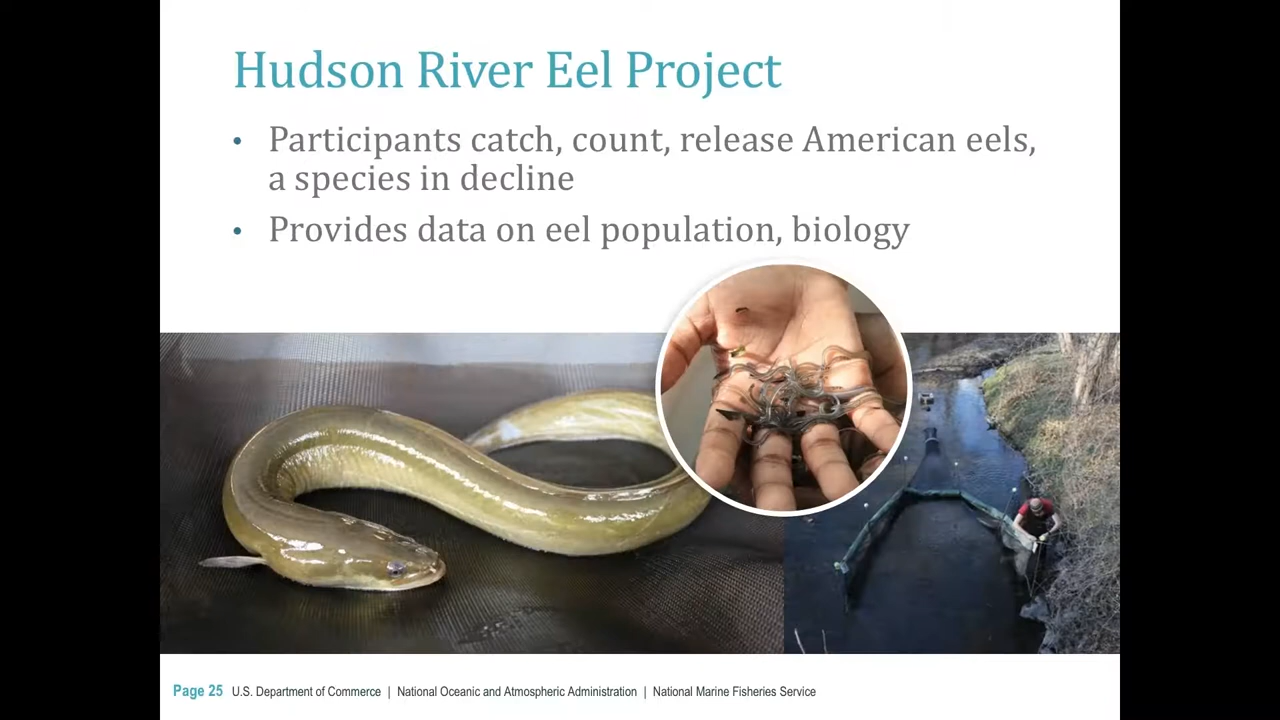 Hudson River Eel Project
• Participants catch, count, release American eels,
a species in decline
• Provides data on eel population, biology
Page 25 U.S. Department of Commerce | National Oceanic and Atmospheric Administration | National Marine Fisheries Service